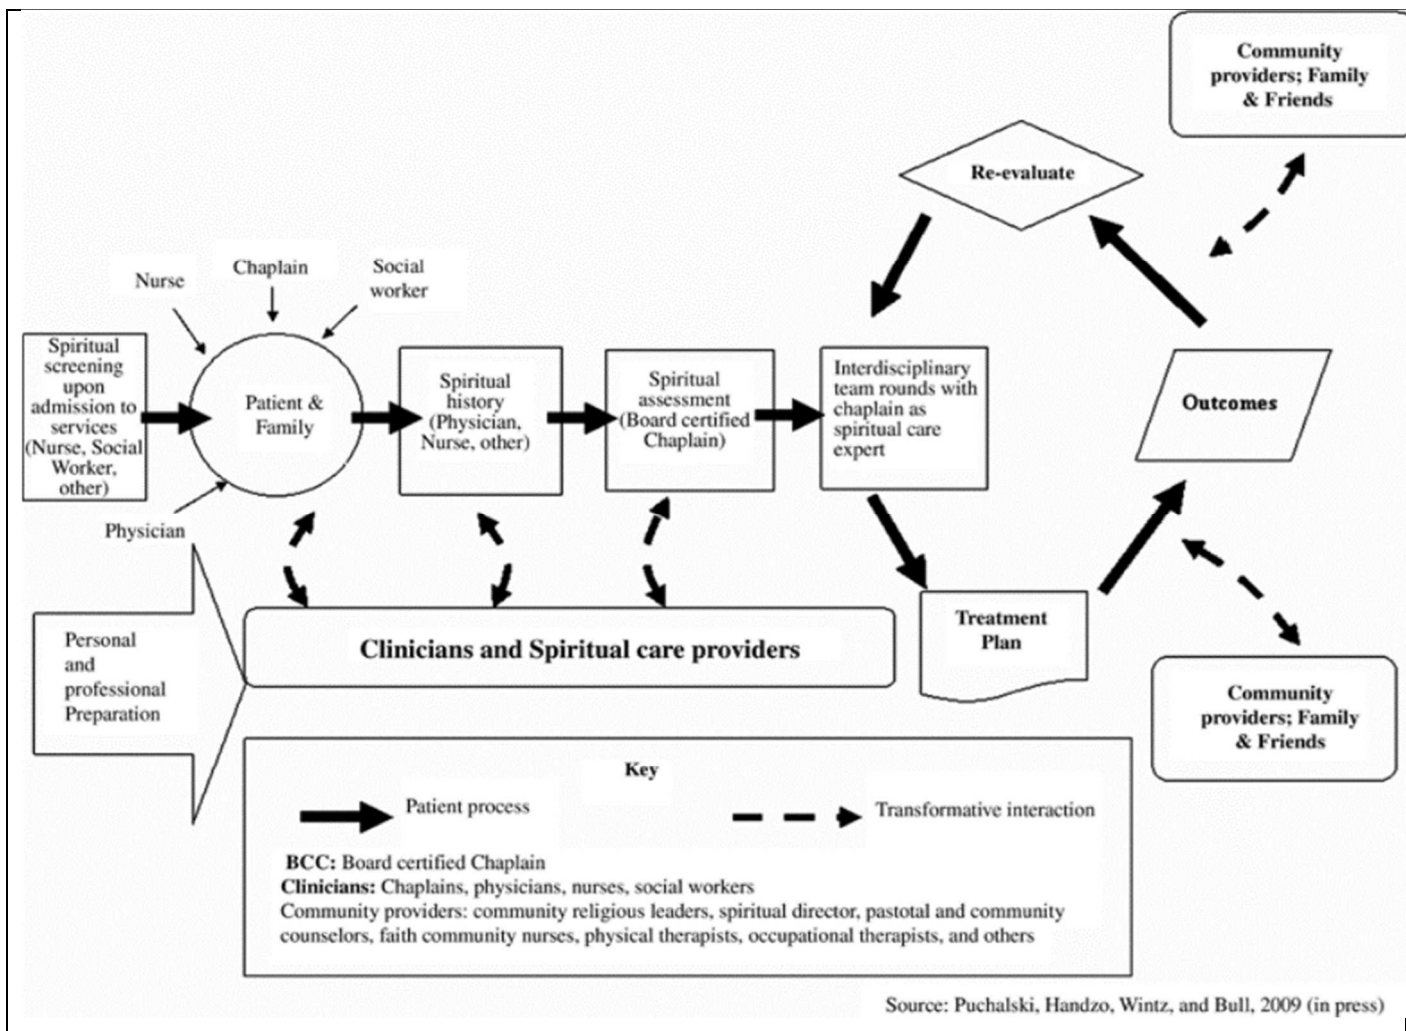 Community
providers; Family
& Friends
Re-evaluate
Nurse
Chaplain
Social
worker
Spiritual
screening
upon
admission to
services
(Nurse, Social
Worker,
other)
Patient &
Family
Spiritual
history
(Physician,
Nurse, other)
Spiritual
assessment
(Board certified
Chaplain)
Interdisciplinary
team rounds with
chaplain as
spiritual care
expert
Outcomes
Physician
Personal
and
professional
Preparation
Clinicians and Spiritual care providers
Treatment
Plan
Community
providers; Family
& Friends
Key
Patient process
Transformative interaction
BCC: Board certified Chaplain
Clinicians: Chaplains, physicians, nurses, social workers
Community providers: community religious leaders, spiritual director, pastotal and community
counselors, faith community nurses, physical therapists, occupational therapists, and others
Source: Puchalski, Handzo, Wintz, and Bull, 2009 (in press)